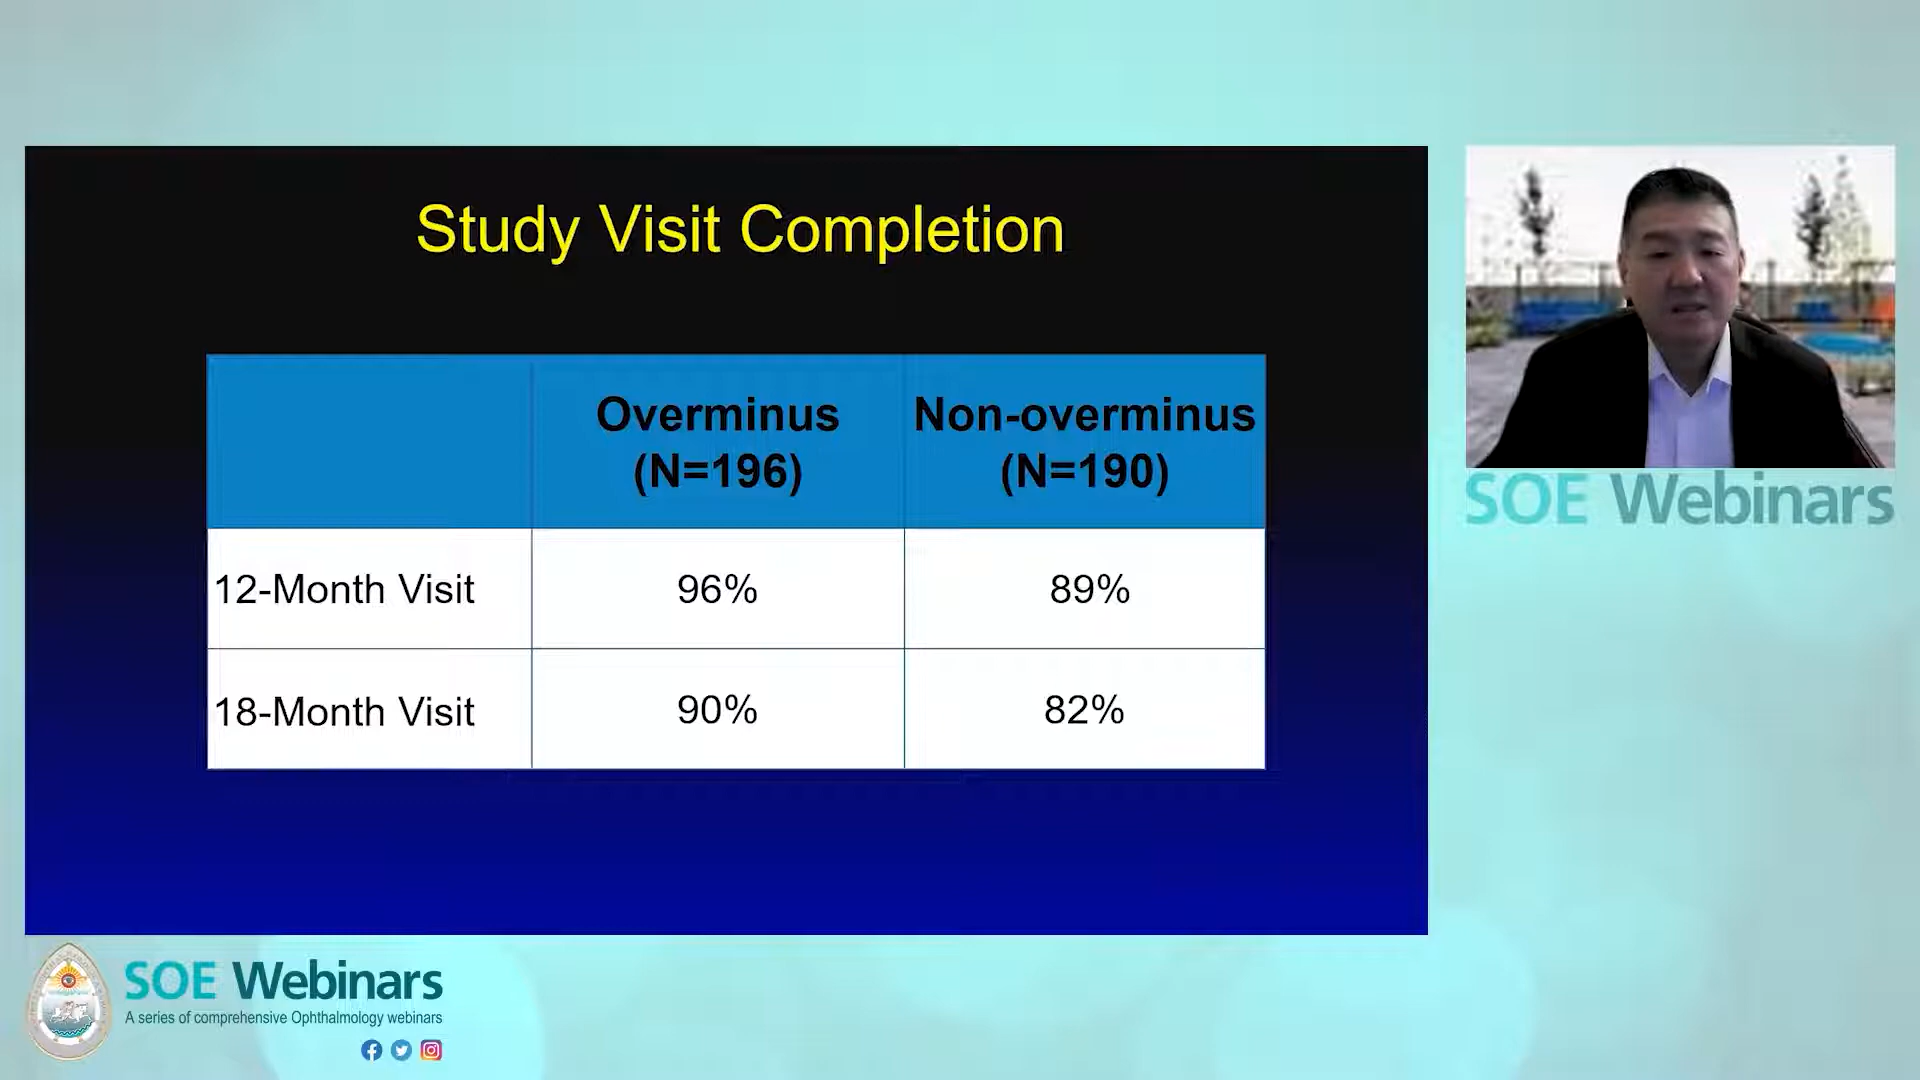 Study Visit Completion
Overminus
(N=196)
Non-overminus
(N=190)
12-Month Visit
96%
89%
18-Month Visit
90%
82%
SOE Webinars
SOE Webinars
A series of comprehensive Ophthalmology webinars